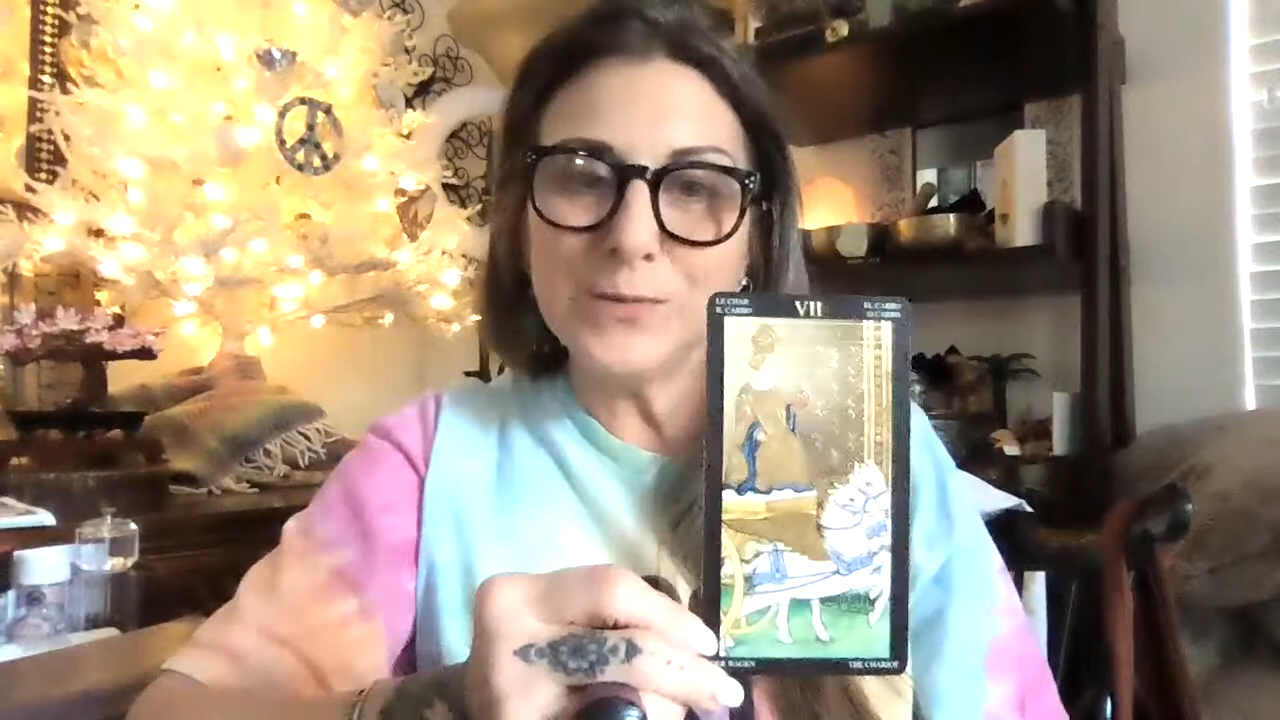 LE CHAR
IL CARRO
VII
EL CARRO
O CARRO
DER WAGEN
THE CHARIOT